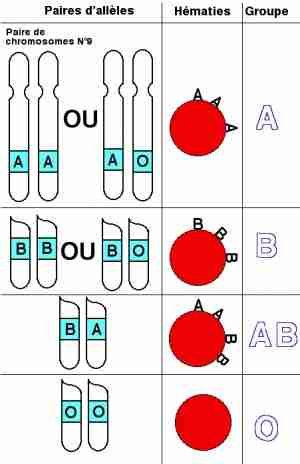 Paires d'allèles Hématies Groupe
Paire de
chromosomes N°9
A A OU A O A A A A
B B OU B O B B B B
B A A A B B AB
O O O